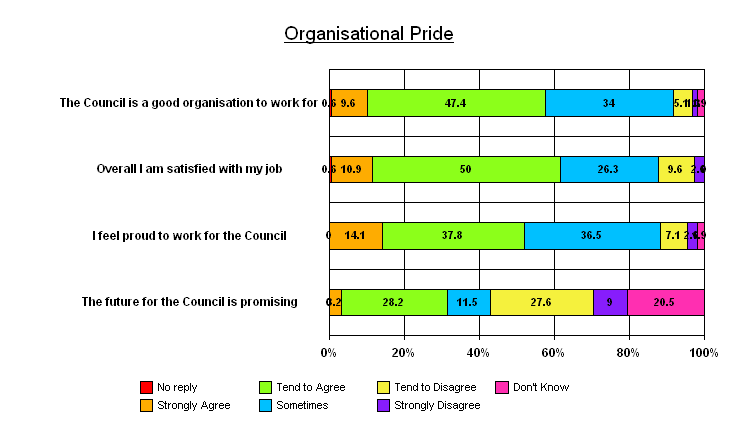 Organisational Pride
The Council is a good organisation to work for 0.6 9.6 47.4 34 5.1
Overall I am satisfied with my job 0.6 10.9 50 26.3 9.6
I feel proud to work for the Council 0 14.1 37.8 36.5 7.1
The future for the Council is promising 28.2 11.5 27.6 9 20.5
0% 20% 40% 60% 80% 100%
No reply Tend to Agree Tend to Disagree Don't Know
Strongly Agree Sometimes Strongly Disagree